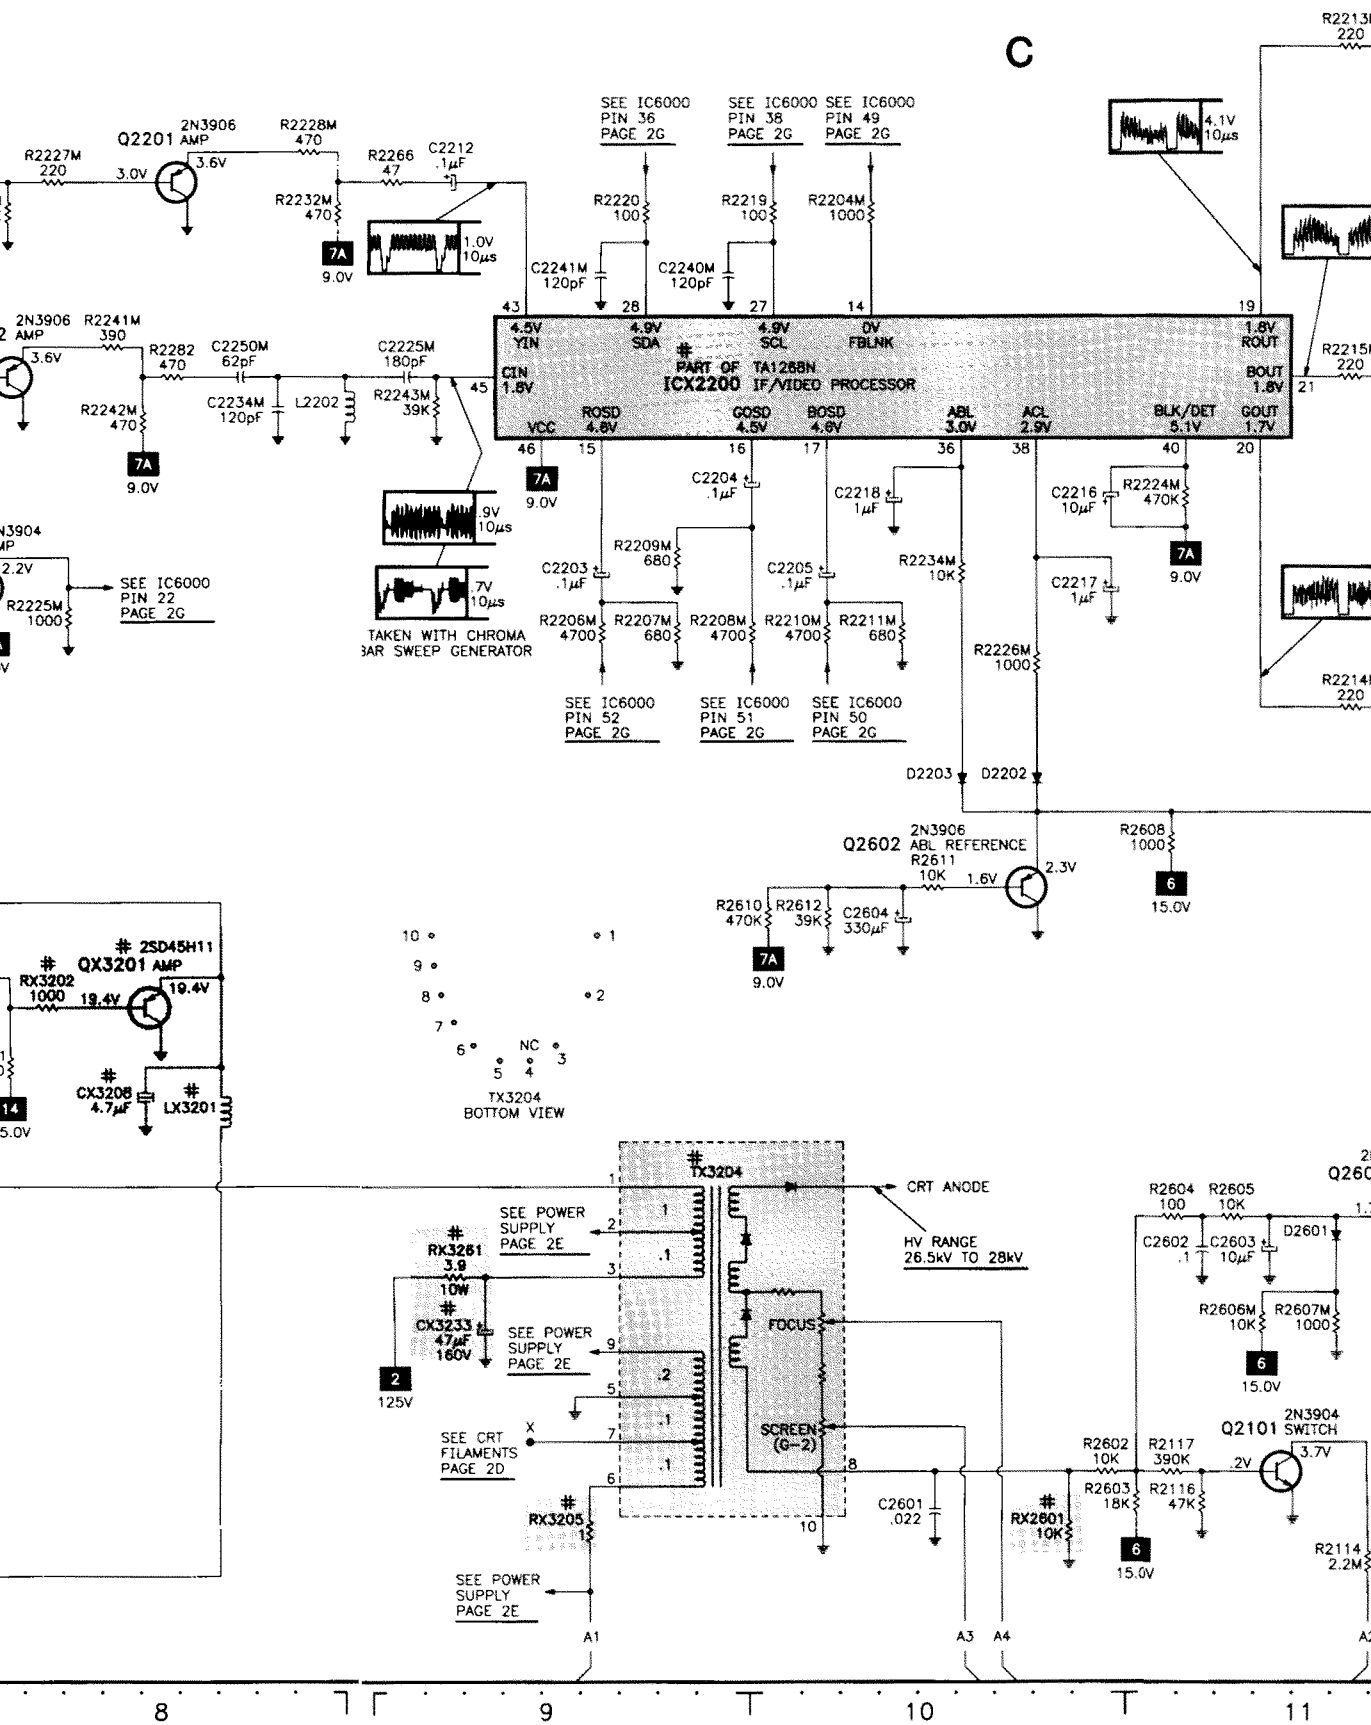 C
R2213
220
SEE IC6000
PIN 36
PAGE 2G
SEE IC6000
PIN 38
PAGE 2G
SEE IC6000
PIN 49
PAGE 2G
4.1V
10µs
2N3906
Q2201 AMP
3.6V
3.0V
R2227M
220
R2228M
470
R2232M
470
7A
9.0V
R2266
47
C2212
.1µF
1.0V
10µs
R2220
100
R2219
100
R2204M
1000
C2241M
120pF
C2240M
120pF
43
28
27
14
19
4.5V
YIN
4.9V
SDA
4.9V
SCL
0V
FBLNK
1.8V
ROUT
#
PART OF TA1268N
ICX2200 IF/VIDEO PROCESSOR
CIN
1.8V
45
BOUT
1.8V
21
VCC
ROSD
4.6V
GOSD
4.5V
BOSD
4.6V
ABL
3.0V
ACL
2.9V
BLK/DET
5.1V
GOUT
1.7V
46
15
16
17
36
38
40
20
2N3906
2 AMP
3.6V
R2241M
390
R2282
470
C2250M
62pF
C2225M
180pF
R2242M
470
C2234M
120pF
L2202
R2243M
39K
7A
9.0V
7A
9.0V
R2215
220
.9V
10µs
.7V
10µs
TAKEN WITH CHROMA
BAR SWEEP GENERATOR
N3904
MP
2.2V
R2225M
1000
SEE IC6000
PIN 22
PAGE 2G
C2204
.1µF
C2218
1µF
C2216
10µF
R2224M
470K
7A
9.0V
R2209M
680
C2203
.1µF
C2205
.1µF
R2234M
10K
C2217
1µF
R2206M
4700
R2207M
680
R2208M
4700
R2210M
4700
R2211M
680
R2226M
1000
R2214
220
SEE IC6000
PIN 52
PAGE 2G
SEE IC6000
PIN 51
PAGE 2G
SEE IC6000
PIN 50
PAGE 2G
D2203
D2202
2N3906
Q2602 ABL REFERENCE
R2611
10K
1.6V
2.3V
R2608
1000
6
15.0V
R2610
470K
R2612
39K
C2604
330µF
7A
9.0V
# 2SD45H11
QX3201 AMP
#
RX3202
1000
19.4V
19.4V
#
CX3208
4.7µF
#
LX3201
14
5.0V
10
1
9
8
2
7
6
NC
3
5
4
TX3204
BOTTOM VIEW
#
TX3204
1
SEE POWER
SUPPLY
PAGE 2E
2
.1
.1
3
#
RX3261
3.9
10W
#
CX3233
47µF
160V
2
125V
SEE POWER
SUPPLY
PAGE 2E
9
.2
5
.1
7
.1
6
SEE CRT
FILAMENTS
PAGE 2D
X
#
RX3205
1
SEE POWER
SUPPLY
PAGE 2E
CRT ANODE
HV RANGE
26.5kV TO 28kV
FOCUS
SCREEN
(G-2)
8
10
C2601
.022
#
RX2601
10K
R2604
100
R2605
10K
C2602
.1
C2603
10µF
D2601
Q260
R2606M
10K
R2607M
1000
6
15.0V
R2602
10K
R2117
390K
R2603
18K
R2116
47K
6
15.0V
2N3904
Q2101 SWITCH
3.7V
.2V
R2114
2.2M
A1
A3
A4
8
9
10
11